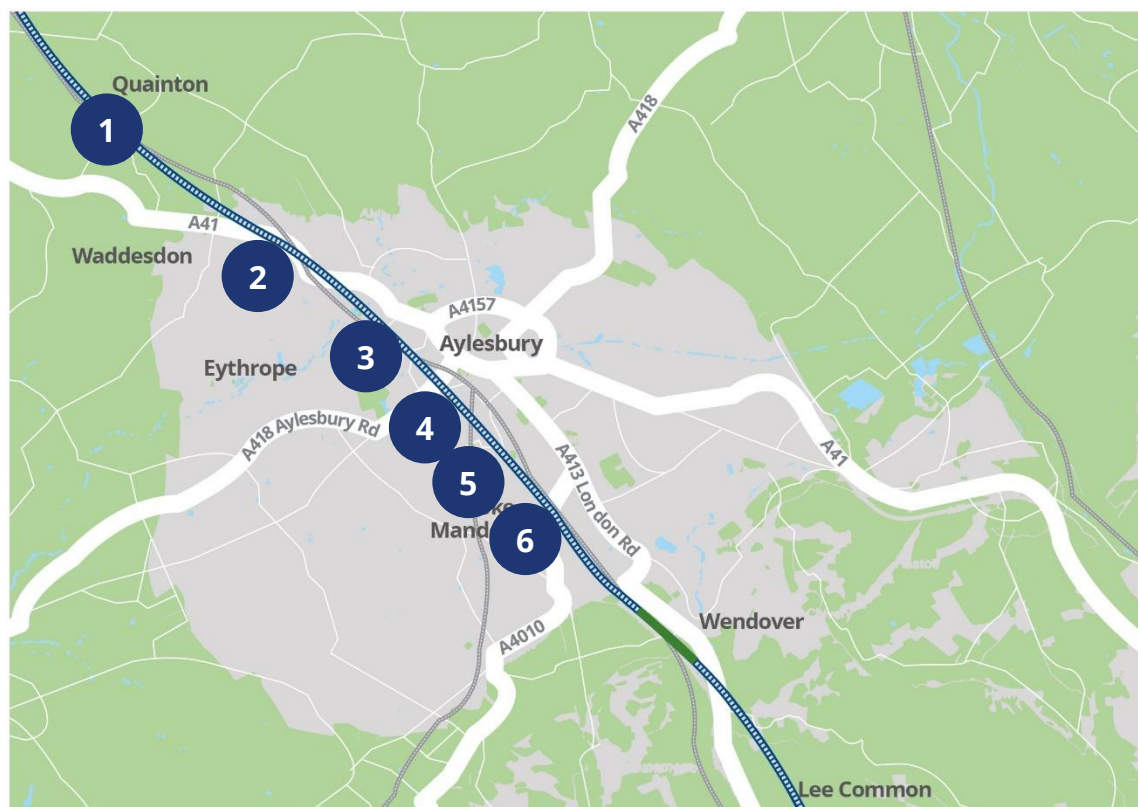 Quainton
1
A418
A41
Waddesdon
2
A4157
Aylesbury
3
Eythrope
A418 Aylesbury Rd
4
A413 London Rd
A41
5
Mand
6
Wendover
A4010
Lee Common